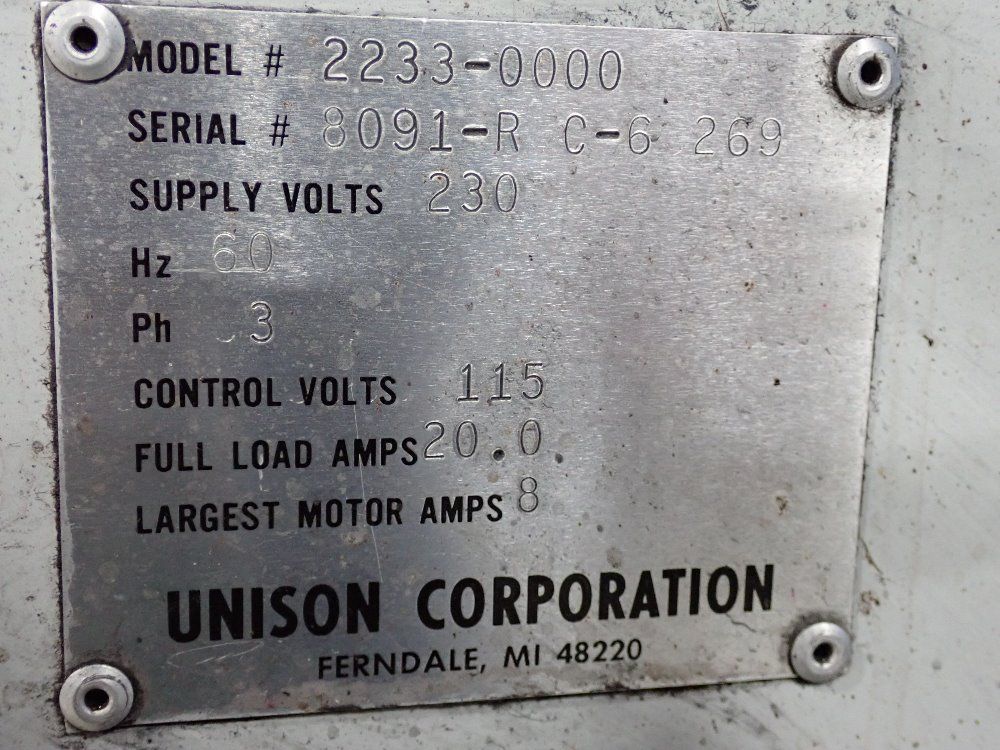 MODEL # 2233-0000
SERIAL # 8091-R C-6 269
SUPPLY VOLTS 230
Hz 60
Ph 3
CONTROL VOLTS 115
FULL LOAD AMPS 20.0
LARGEST MOTOR AMPS 8
UNISON CORPORATION
FERNDALE, MI 48220